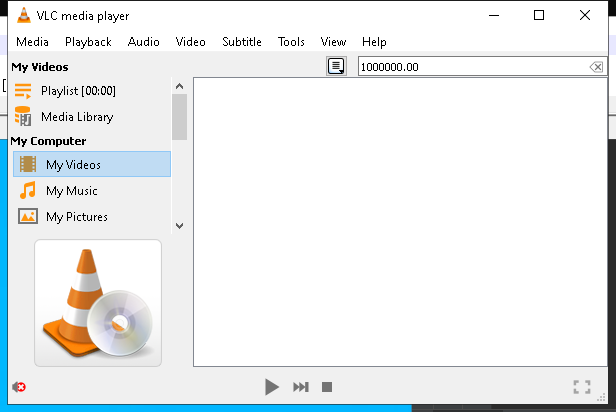 VLC media player
Media Playback Audio Video Subtitle Tools View Help
My Videos
1000000.00
Playlist [00:00]
Media Library
My Computer
My Videos
My Music
My Pictures